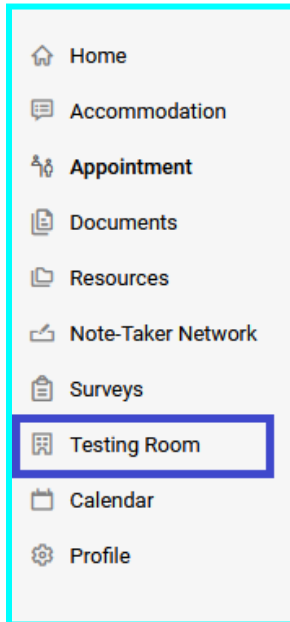 Home
Accommodation
Appointment
Documents
Resources
Note-Taker Network
Surveys
Testing Room
Calendar
Profile